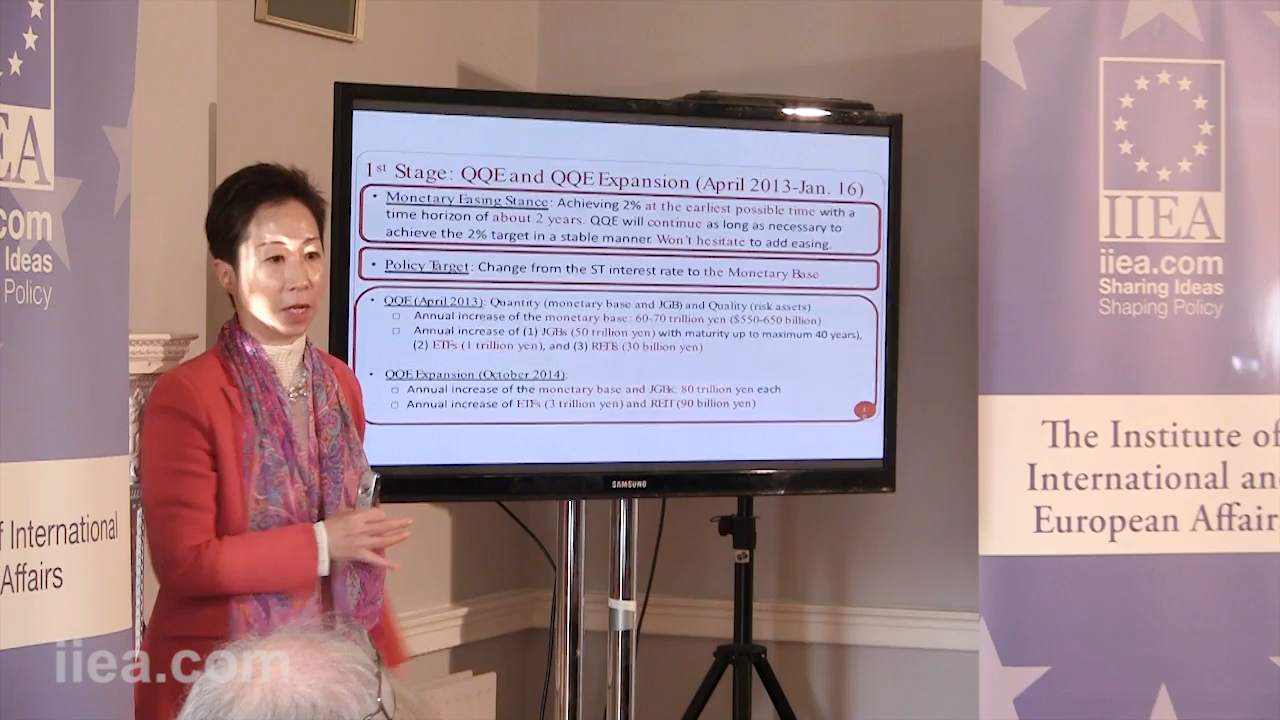 IIEA
.com
Ideas
Policy
f International
Affairs
iiea.com
1st Stage: QQE and QQE Expansion (April 2013-Jan. 16)
• Monetary Easing Stance: Achieving 2% at the earliest possible time with a
time horizon of about 2 years. QQE will continue as long as necessary to
achieve the 2% target in a stable manner. Won't hesitate to add easing.
• Policy Target: Change from the ST interest rate to the Monetary Base
• QQE (April 2013): Quantity (monetary base and JGB) and Quality (risk assets)
□ Annual increase of the monetary base: 60-70 trillion yen ($550-650 billion)
□ Annual increase of (1) JGBs (50 trillion yen) with maturity up to maximum 40 years),
(2) ETFs (1 trillion yen), and (3) REITs (30 billion yen)
• QQE Expansion (October 2014):
□ Annual increase of the monetary base and JGBs: 80 trillion yen each
□ Annual increase of ETFs (3 trillion yen) and REIT (90 billion yen)
SAMSUNG
IIEA
iiea.com
Sharing Ideas
Shaping Policy
The Institute of
International an
European Affair